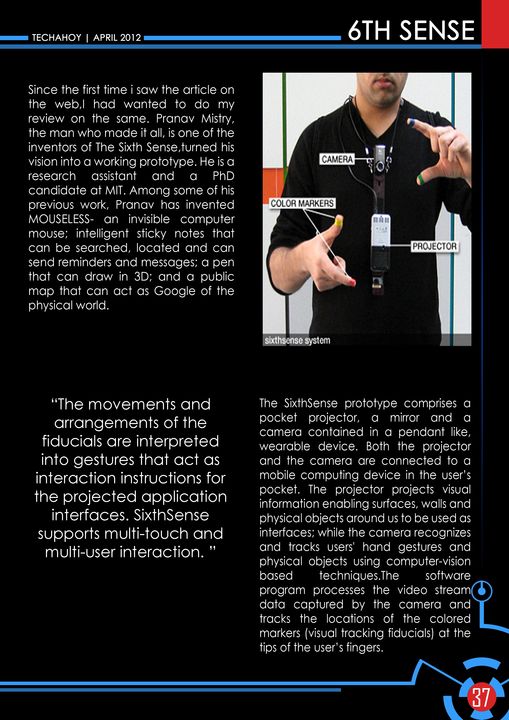 TECHAHOY | APRIL 2012
6TH SENSE
Since the first time i saw the article on
the web,I had wanted to do my
review on the same. Pranav Mistry,
the man who made it all, is one of the
inventors of The Sixth Sense,turned his
vision into a working prototype. He is a
research assistant and a PhD
candidate at MIT. Among some of his
previous work, Pranav has invented
MOUSELESS- an invisible computer
mouse; intelligent sticky notes that
can be searched, located and can
send reminders and messages; a pen
that can draw in 3D; and a public
map that can act as Google of the
physical world.
CAMERA
COLOR MARKERS
PROJECTOR
sixthsense system
“The movements and
arrangements of the
fiducials are interpreted
into gestures that act as
interaction instructions for
the projected application
interfaces. SixthSense
supports multi-touch and
multi-user interaction. ”
The SixthSense prototype comprises a
pocket projector, a mirror and a
camera contained in a pendant like,
wearable device. Both the projector
and the camera are connected to a
mobile computing device in the user’s
pocket. The projector projects visual
information enabling surfaces, walls and
physical objects around us to be used as
interfaces; while the camera recognizes
and tracks users' hand gestures and
physical objects using computer-vision
based techniques.The software
program processes the video stream
data captured by the camera and
tracks the locations of the colored
markers (visual tracking fiducials) at the
tips of the user’s fingers.
37